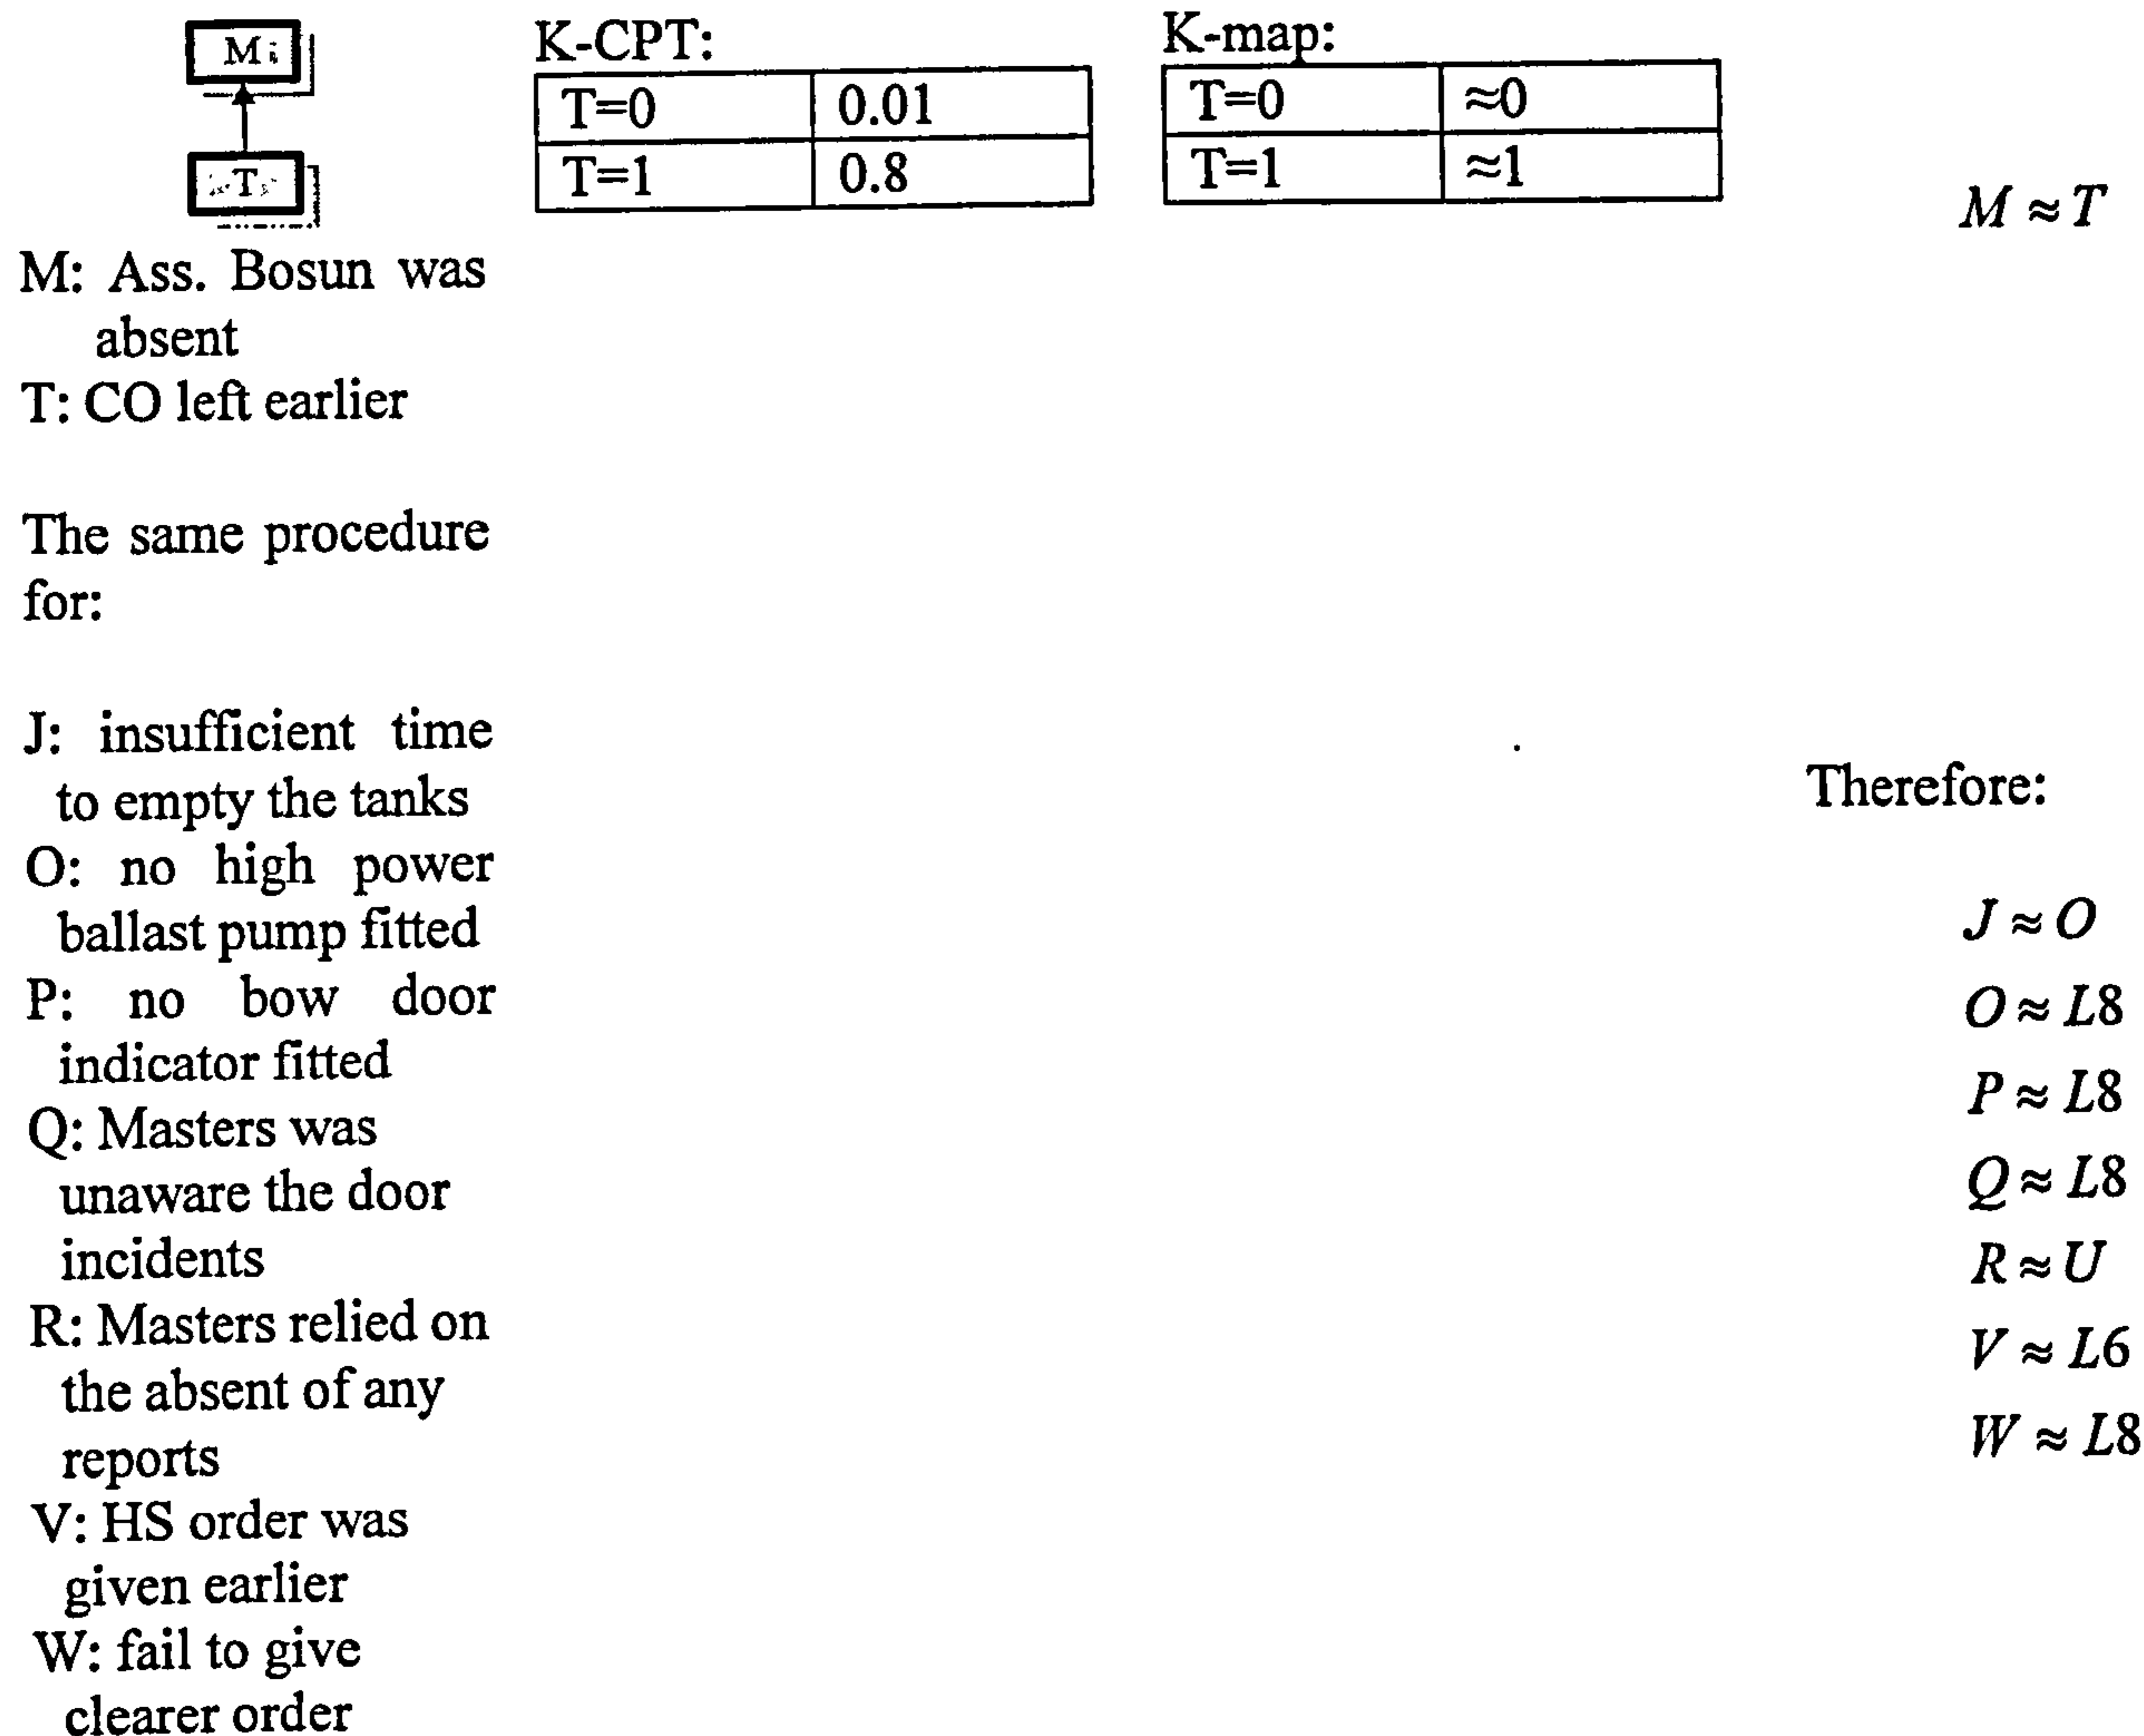 M
T
K-CPT:
T=0 0.01
T=1 0.8
K-map:
T=0 ≈0
T=1 ≈1
M ≈ T
M: Ass. Bosun was
absent
T: CO left earlier
The same procedure
for:
J: insufficient time
to empty the tanks
O: no high power
ballast pump fitted
P: no bow door
indicator fitted
Q: Masters was
unaware the door
incidents
R: Masters relied on
the absent of any
reports
V: HS order was
given earlier
W: fail to give
clearer order
Therefore:
J ≈ O
O ≈ L8
P ≈ L8
Q ≈ L8
R ≈ U
V ≈ L6
W ≈ L8